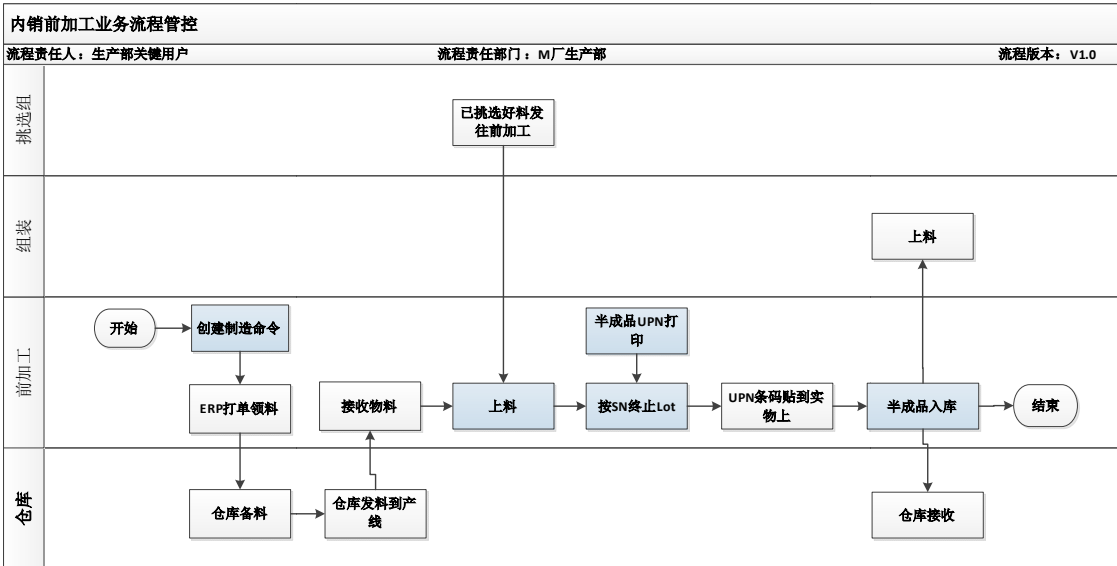 内销前加工业务流程管控
流程责任人：生产部关键用户
流程责任部门：M厂生产部
流程版本：V1.0
挑选组
已挑选好料发
往前加工
组装
上料
前加工
开始
创建制造命令
ERP打单领料
接收物料
上料
半成品UPN打
印
按SN终止Lot
UPN条码贴到实
物上
半成品入库
结束
仓库
仓库备料
仓库发料到产
线
仓库接收